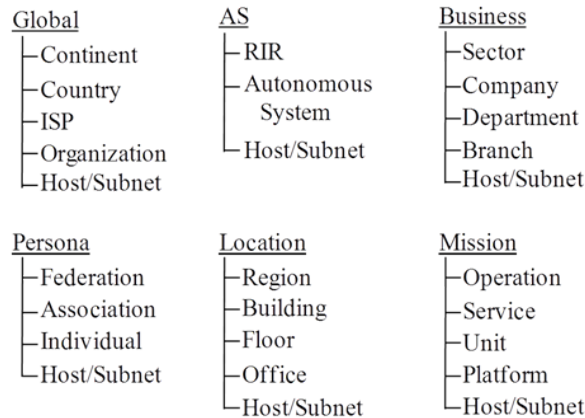 Global
Continent
Country
ISP
Organization
Host/Subnet
AS
RIR
Autonomous
System
Host/Subnet
Business
Sector
Company
Department
Branch
Host/Subnet
Persona
Federation
Association
Individual
Host/Subnet
Location
Region
Building
Floor
Office
Host/Subnet
Mission
Operation
Service
Unit
Platform
Host/Subnet